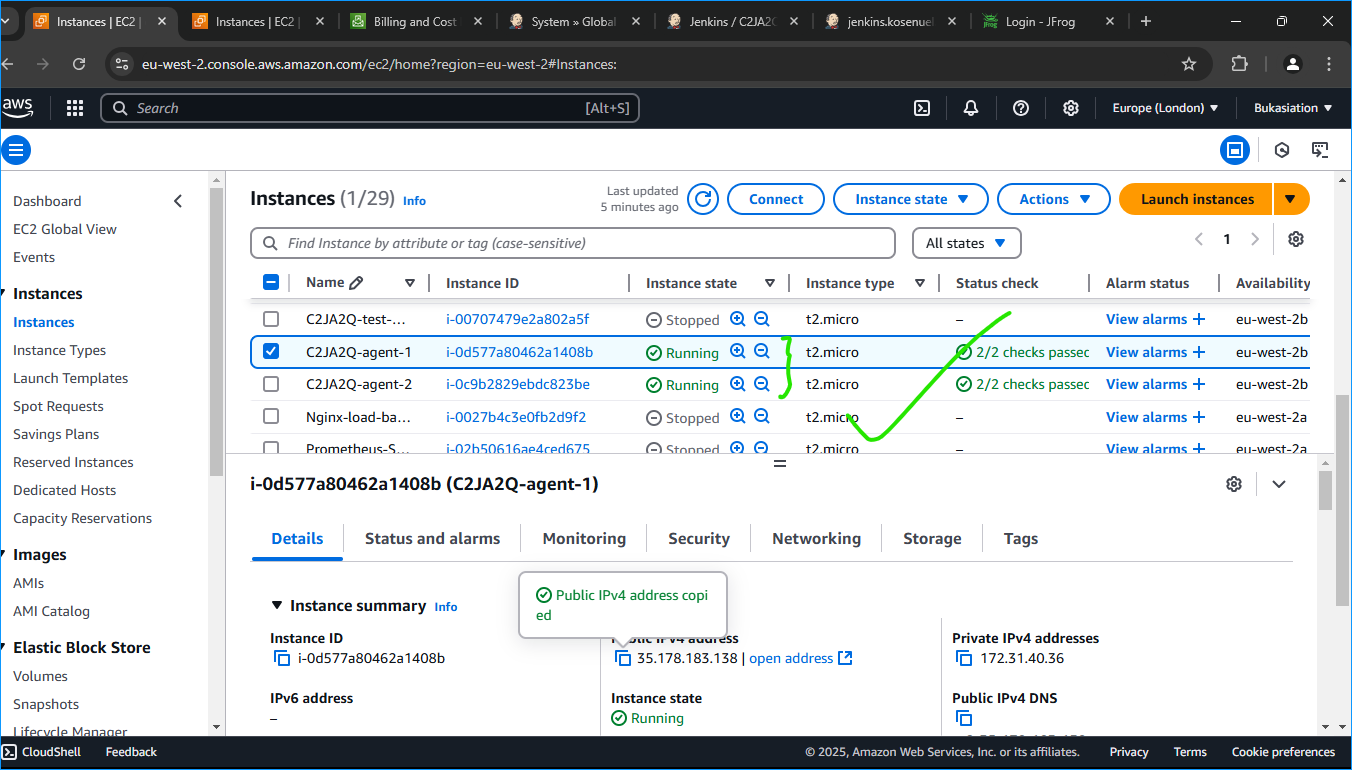 Instances | EC2 |
Instances | EC2 |
Billing and Cost
System » Global
Jenkins / C2JA2Q
jenkins.kosenuel
Login - JFrog
eu-west-2.console.aws.amazon.com/ec2/home?region=eu-west-2#Instances:
aws
Search [Alt+S]
Europe (London)
Bukasiation
Dashboard
EC2 Global View
Events
Instances
Instances
Instance Types
Launch Templates
Spot Requests
Savings Plans
Reserved Instances
Dedicated Hosts
Capacity Reservations
Images
AMIs
AMI Catalog
Elastic Block Store
Volumes
Snapshots
Lifecycle Manager
Instances (1/29) Info
Last updated
5 minutes ago
Connect
Instance state
Actions
Launch instances
Find Instance by attribute or tag (case-sensitive)
All states
1
Name Instance ID Instance state Instance type Status check Alarm status Availability
C2JA2Q-test-... i-00707479e2a802a5f Stopped t2.micro – View alarms + eu-west-2b
C2JA2Q-agent-1 i-0d577a80462a1408b Running t2.micro 2/2 checks passec View alarms + eu-west-2b
C2JA2Q-agent-2 i-0c9b2829ebdc823be Running t2.micro 2/2 checks passec View alarms + eu-west-2b
Nginx-load-ba... i-0027b4c3e0fb2d9f2 Stopped t2.micro – View alarms + eu-west-2a
Prometheus-S... i-02b50616ae4ced675 Stopped t2.micro – View alarms + eu-west-2a
i-0d577a80462a1408b (C2JA2Q-agent-1)
Details
Status and alarms
Monitoring
Security
Networking
Storage
Tags
Public IPv4 address copi
ed
Instance summary Info
Instance ID
i-0d577a80462a1408b
Public IPv4 address
35.178.183.138 | open address
Private IPv4 addresses
172.31.40.36
IPv6 address
–
Instance state
Running
Public IPv4 DNS
CloudShell
Feedback
© 2025, Amazon Web Services, Inc. or its affiliates.
Privacy
Terms
Cookie preferences